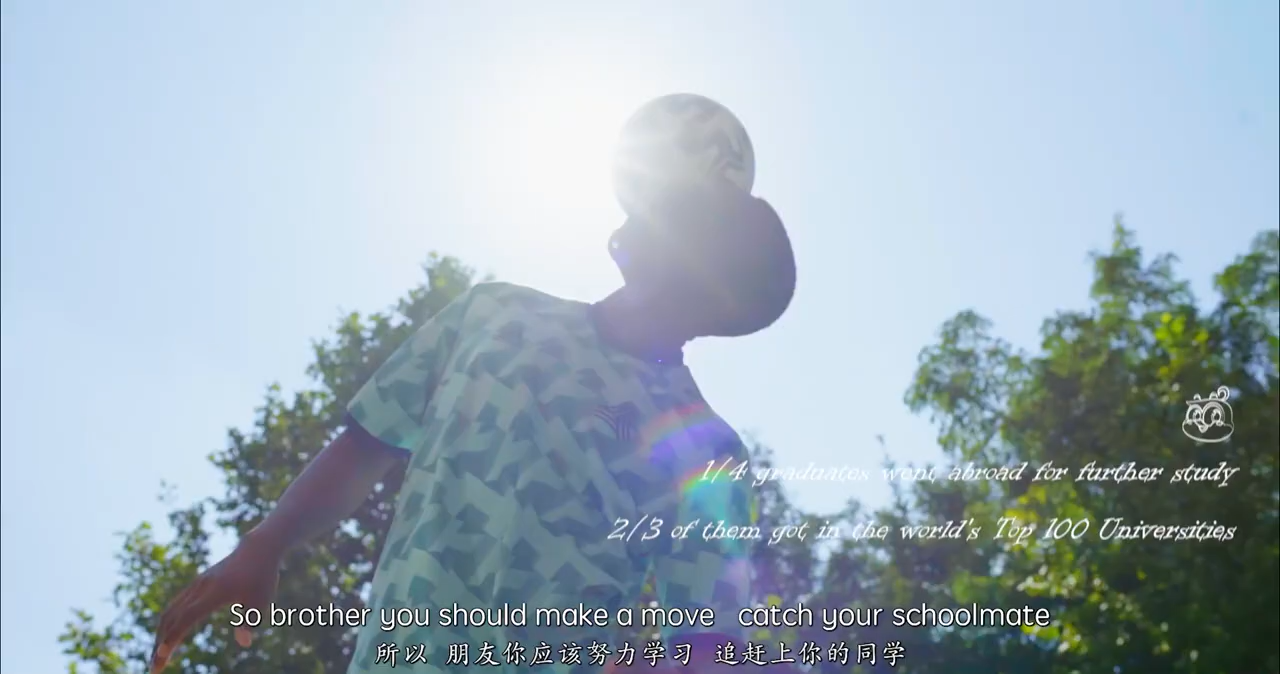 1/4 graduates went abroad for further study
2/3 of them got in the world's Top 100 Universities
So brother you should make a move catch your schoolmate
所以 朋友你应该努力学习 追赶上你的同学